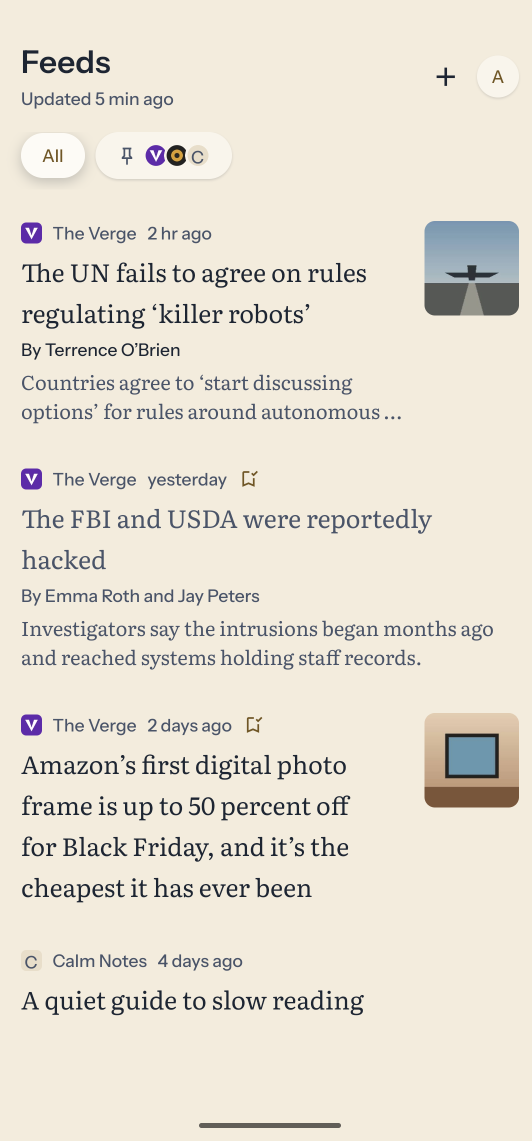 Feeds
Updated 5 min ago
A
All
C
The Verge 2 hr ago
The UN fails to agree on rules
regulating ‘killer robots’
By Terrence O’Brien
Countries agree to ‘start discussing
options’ for rules around autonomous …
The Verge yesterday
The FBI and USDA were reportedly
hacked
By Emma Roth and Jay Peters
Investigators say the intrusions began months ago
and reached systems holding staff records.
The Verge 2 days ago
Amazon’s first digital photo
frame is up to 50 percent off
for Black Friday, and it’s the
cheapest it has ever been
C Calm Notes 4 days ago
A quiet guide to slow reading